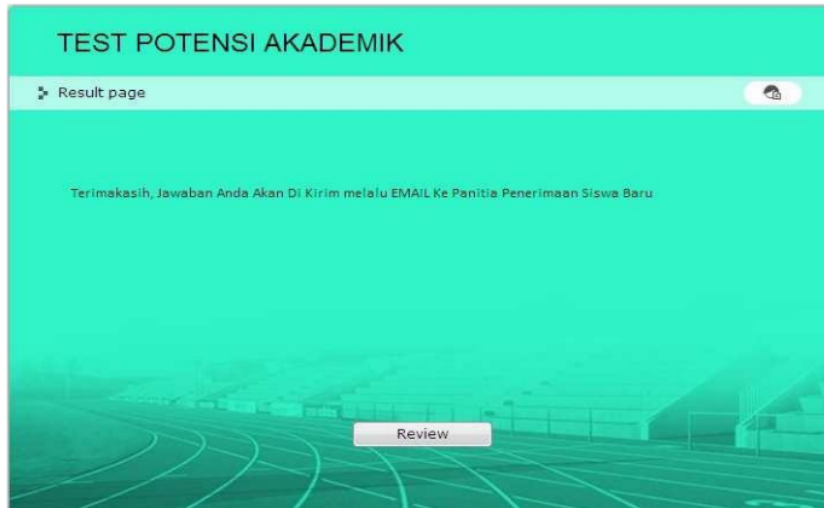 TEST POTENSI AKADEMIK
Result page
Terimakasih, Jawaban Anda Akan Di Kirim melalu EMAIL Ke Panitia Penerimaan Siswa Baru
Review